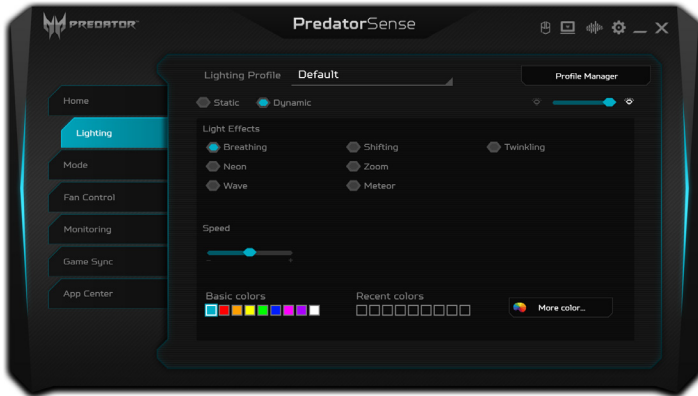 PREDATOR
PredatorSense
Lighting Profile Default Profile Manager
Home
Lighting
Mode
Fan Control
Monitoring
Game Sync
App Center
Static Dynamic
Light Effects
Breathing Shifting Twinkling
Neon Zoom
Wave Meteor
Speed
- +
Basic colors Recent colors
More color...